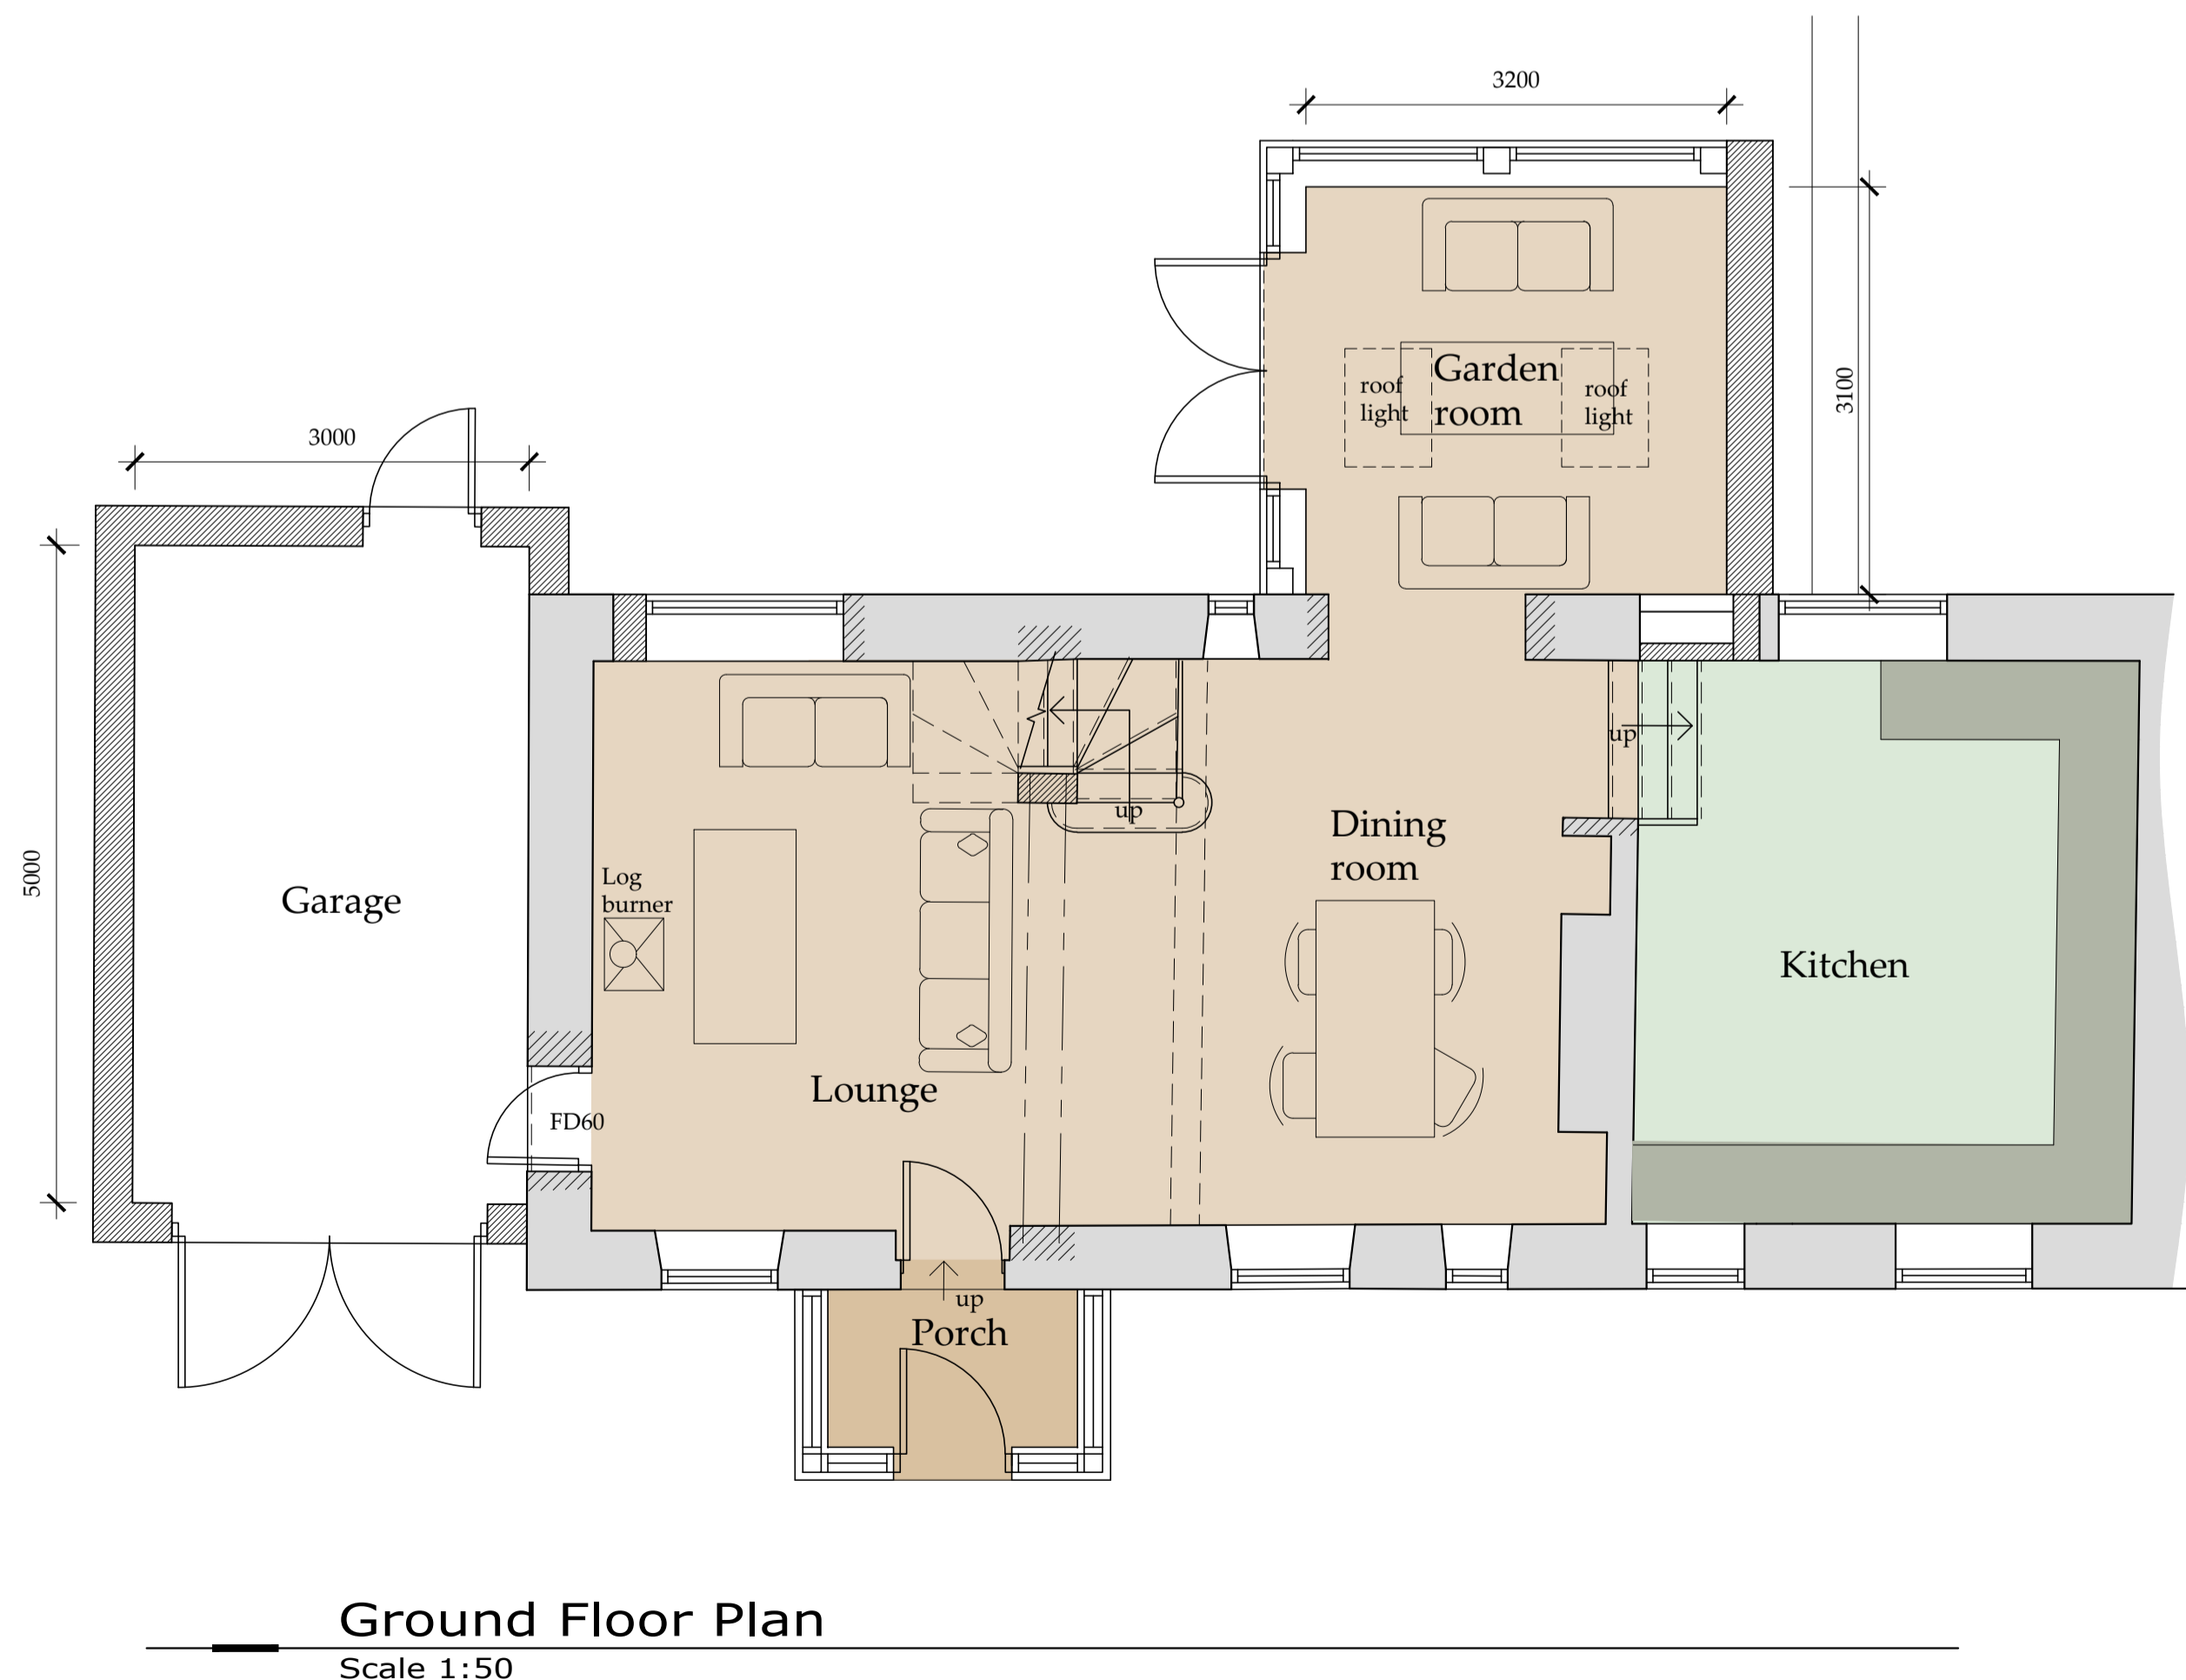 3200
3100
roof
light
Garden
room
roof
light
3000
5000
Garage
up
up
Dining
room
Log
burner
Kitchen
Lounge
FD60
up
Porch
Ground Floor Plan
Scale 1:50